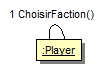 1 ChoisirFaction()
:Player